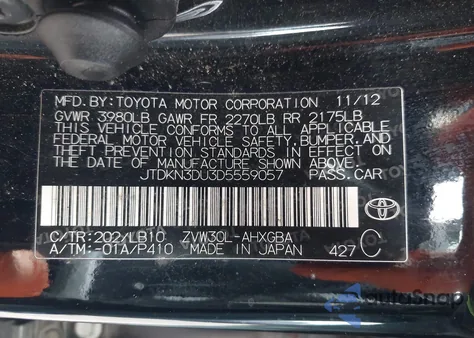 MFD. BY: TOYOTA MOTOR CORPORATION 11/12
GVWR 3980LB GAWR FR 2270LB RR 2175LB
THIS VEHICLE CONFORMS TO ALL APPLICABLE
FEDERAL MOTOR VEHICLE SAFETY, BUMPER, AND
THEFT PREVENTION STANDARDS IN EFFECT ON
THE DATE OF MANUFACTURE SHOWN ABOVE.
JTDKN3DU3D5559057 PASS. CAR
C/TR: 202/LB10 ZVW30L-AHXGBA
A/TM: -01A/P410 MADE IN JAPAN 427 C
AutoSnap